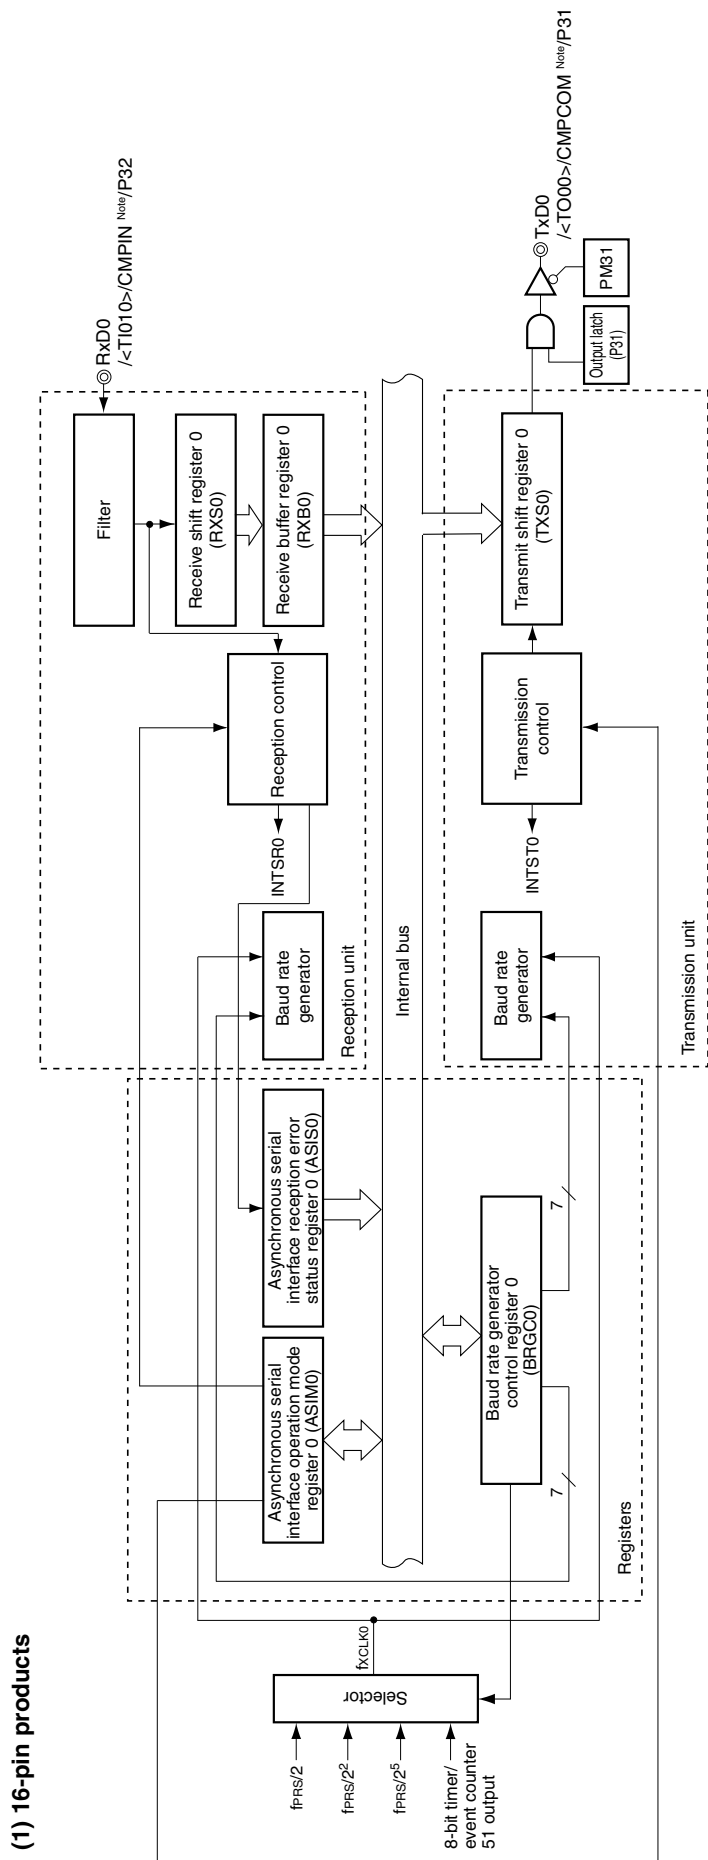 (1) 16-pin products
RxD0
/<TI010>/CMPIN Note/P32
Filter
Receive shift register 0
(RXS0)
Receive buffer register 0
(RXB0)
Reception control
INTSR0
Baud rate
generator
Reception unit
Asynchronous serial
interface operation mode
register 0 (ASIM0)
Asynchronous serial
interface reception error
status register 0 (ASIS0)
Internal bus
fPRS/2
fPRS/2²
fPRS/2⁵
8-bit timer/
event counter
51 output
Selector
fXCLK0
Baud rate generator
control register 0
(BRGC0)
7
7
Registers
Baud rate
generator
INTST0
Transmission
control
Transmit shift register 0
(TXS0)
Transmission unit
Output latch
(P31)
PM31
TxD0
/<TO00>/CMPCOM Note/P31